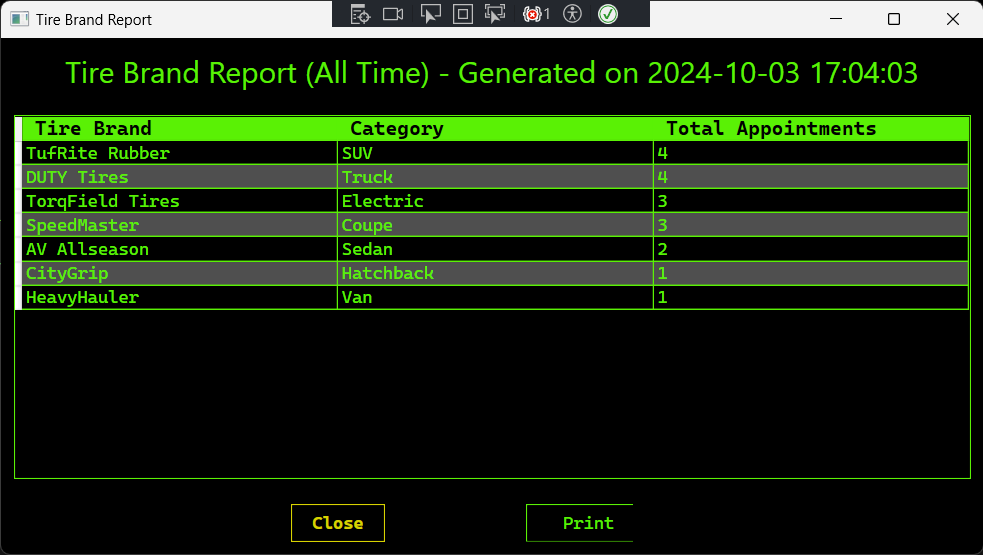 Tire Brand Report
1
Tire Brand Report (All Time) - Generated on 2024-10-03 17:04:03
Tire Brand Category Total Appointments
TufRite Rubber SUV 4
DUTY Tires Truck 4
TorqField Tires Electric 3
SpeedMaster Coupe 3
AV Allseason Sedan 2
CityGrip Hatchback 1
HeavyHauler Van 1
Close Print